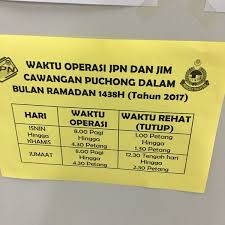 WAKTU OPERASI JPN DAN JIM
CAWANGAN PUCHONG DALAM
BULAN RAMADAN 1438H (Tahun 2017)
HARI WAKTU OPERASI WAKTU REHAT (TUTUP)
ISNIN Hingga KHAMIS 8.00 Pagi Hingga 4.30 Petang 1.00 Petang Hingga 1.30 Petang
JUMAAT 8.00 Pagi Hingga 4.30 Petang 12.30 Tengah hari Hingga 2.30 Petang